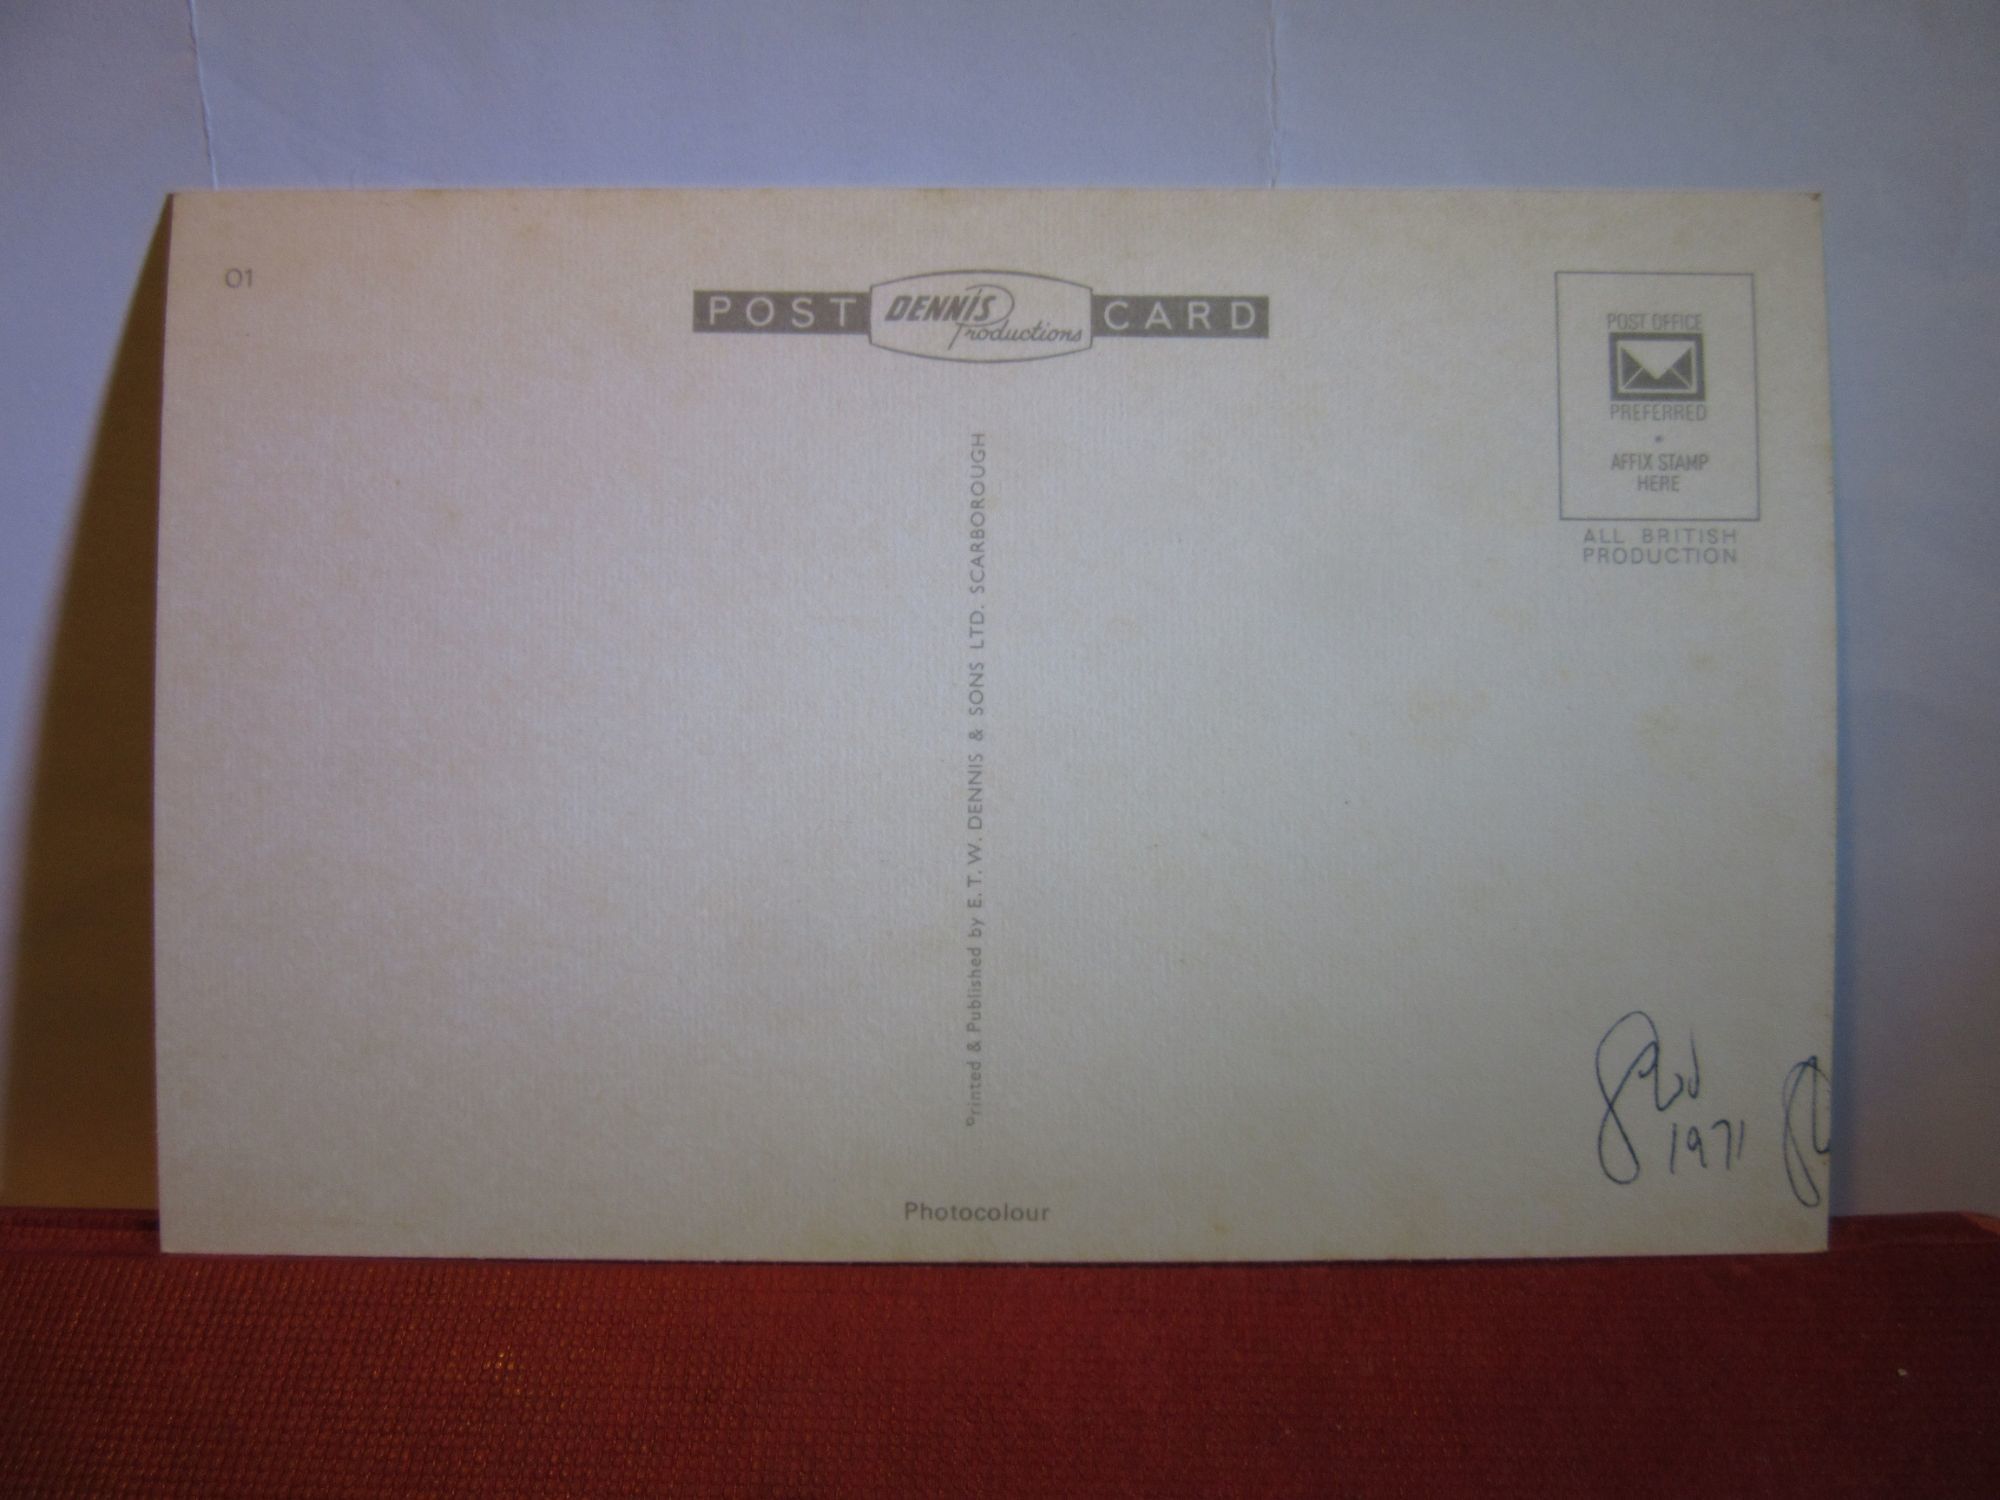 01
POST DENNIS Productions CARD
POST OFFICE
PREFERRED
AFFIX STAMP
HERE
ALL BRITISH
PRODUCTION
Printed & Published by E. T. W. DENNIS & SONS LTD. SCARBOROUGH
1971
Photocolour